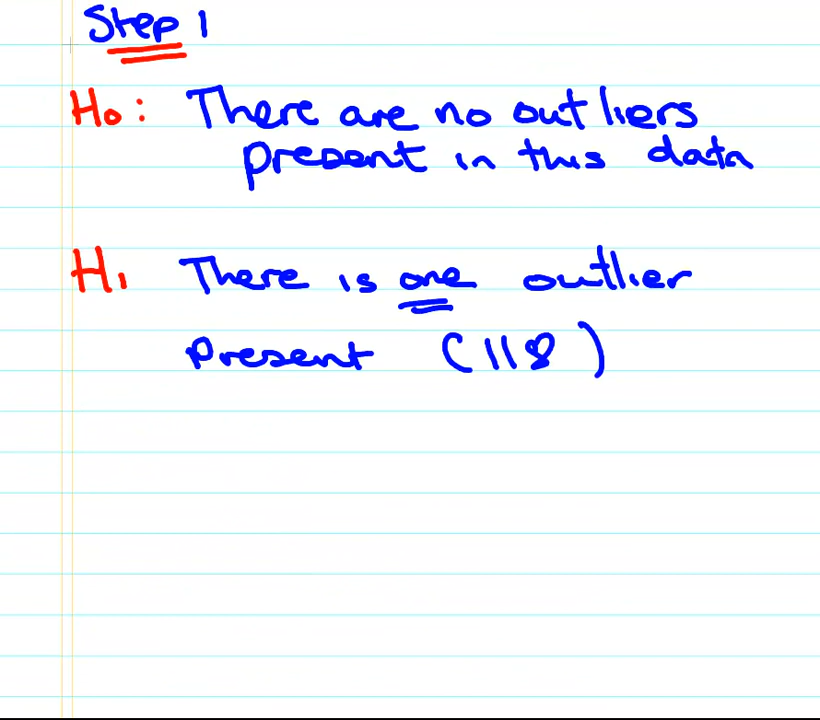 Step 1
Ho: There are no outliers
present in this data
H1 There is one outlier
present (118)